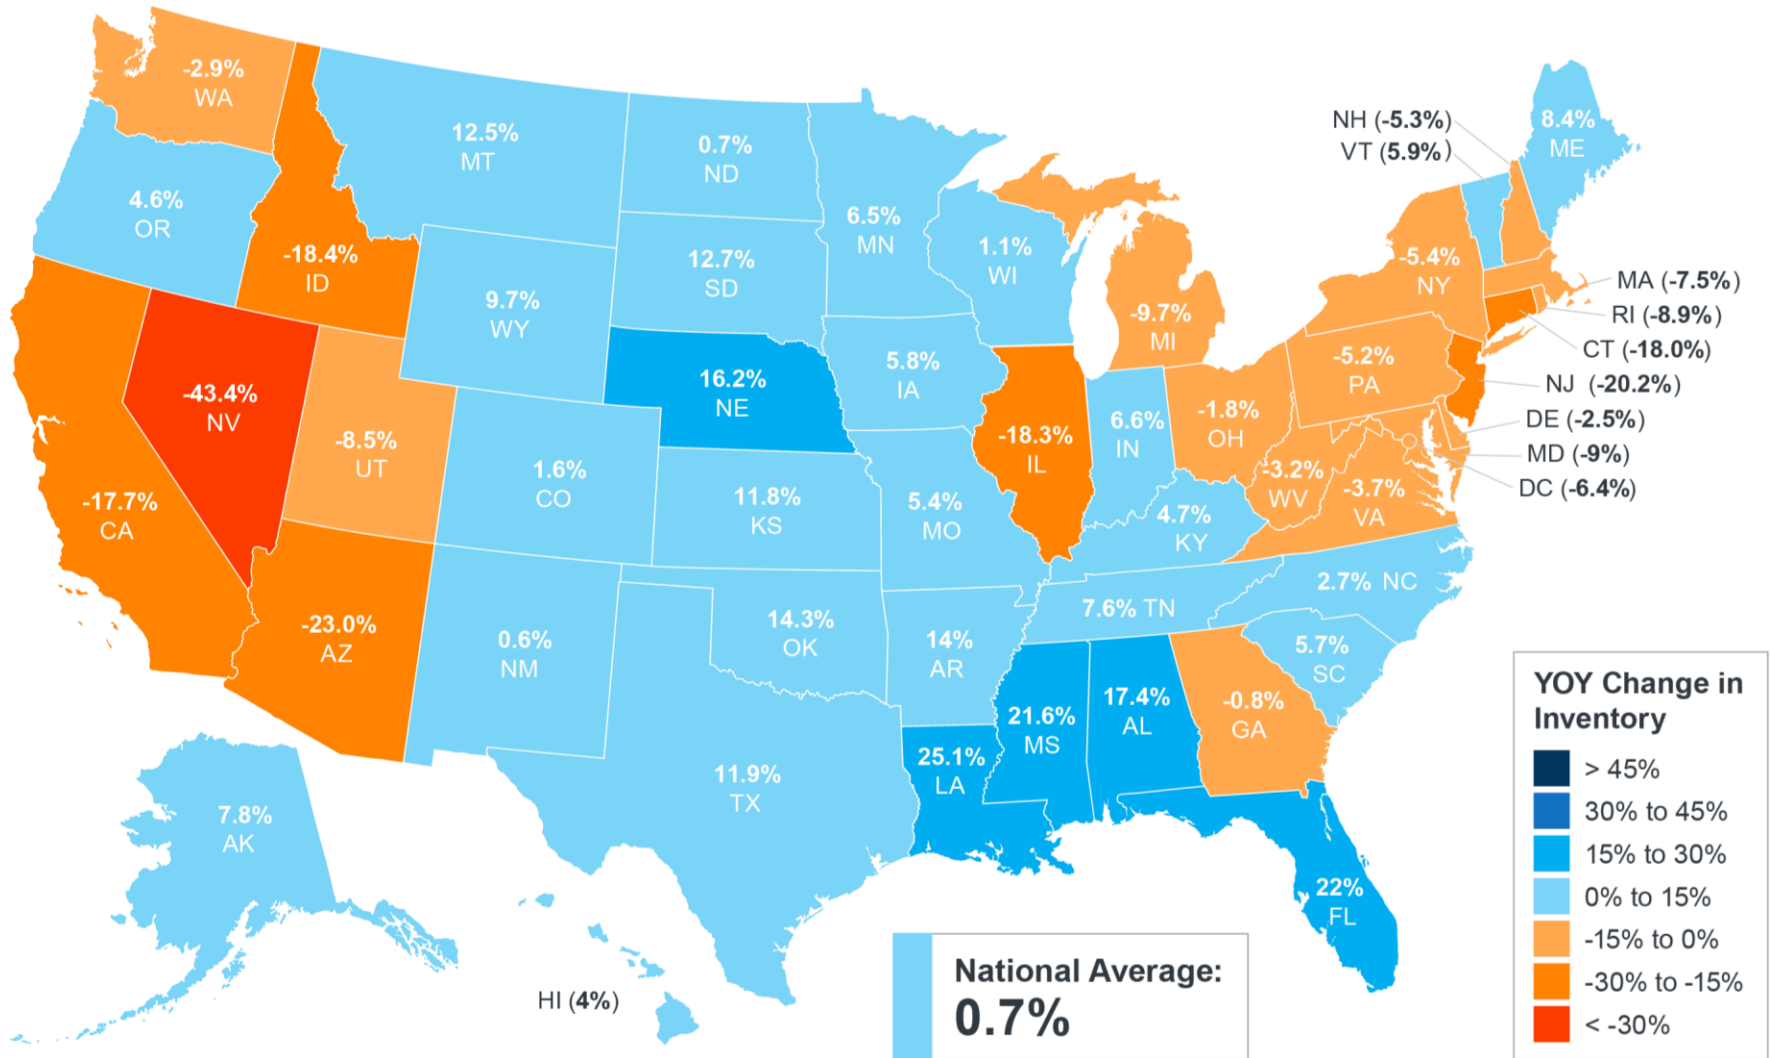 -2.9%
WA
12.5%
MT
0.7%
ND
6.5%
MN
1.1%
WI
-9.7%
MI
NH (-5.3%)
VT (5.9%)
8.4%
ME
4.6%
OR
-18.4%
ID
9.7%
WY
12.7%
SD
-5.4%
NY
MA (-7.5%)
RI (-8.9%)
CT (-18.0%)
NJ (-20.2%)
DE (-2.5%)
MD (-9%)
DC (-6.4%)
-43.4%
NV
-8.5%
UT
1.6%
CO
16.2%
NE
5.8%
IA
-18.3%
IL
6.6%
IN
-1.8%
OH
-5.2%
PA
-17.7%
CA
11.8%
KS
5.4%
MO
4.7%
KY
-3.2%
WV
-3.7%
VA
-23.0%
AZ
0.6%
NM
14.3%
OK
14%
AR
7.6% TN
2.7% NC
5.7%
SC
11.9%
TX
25.1%
LA
21.6%
MS
17.4%
AL
-0.8%
GA
22%
FL
7.8%
AK
HI (4%)
National Average:
0.7%
YOY Change in
Inventory
> 45%
30% to 45%
15% to 30%
0% to 15%
-15% to 0%
-30% to -15%
< -30%